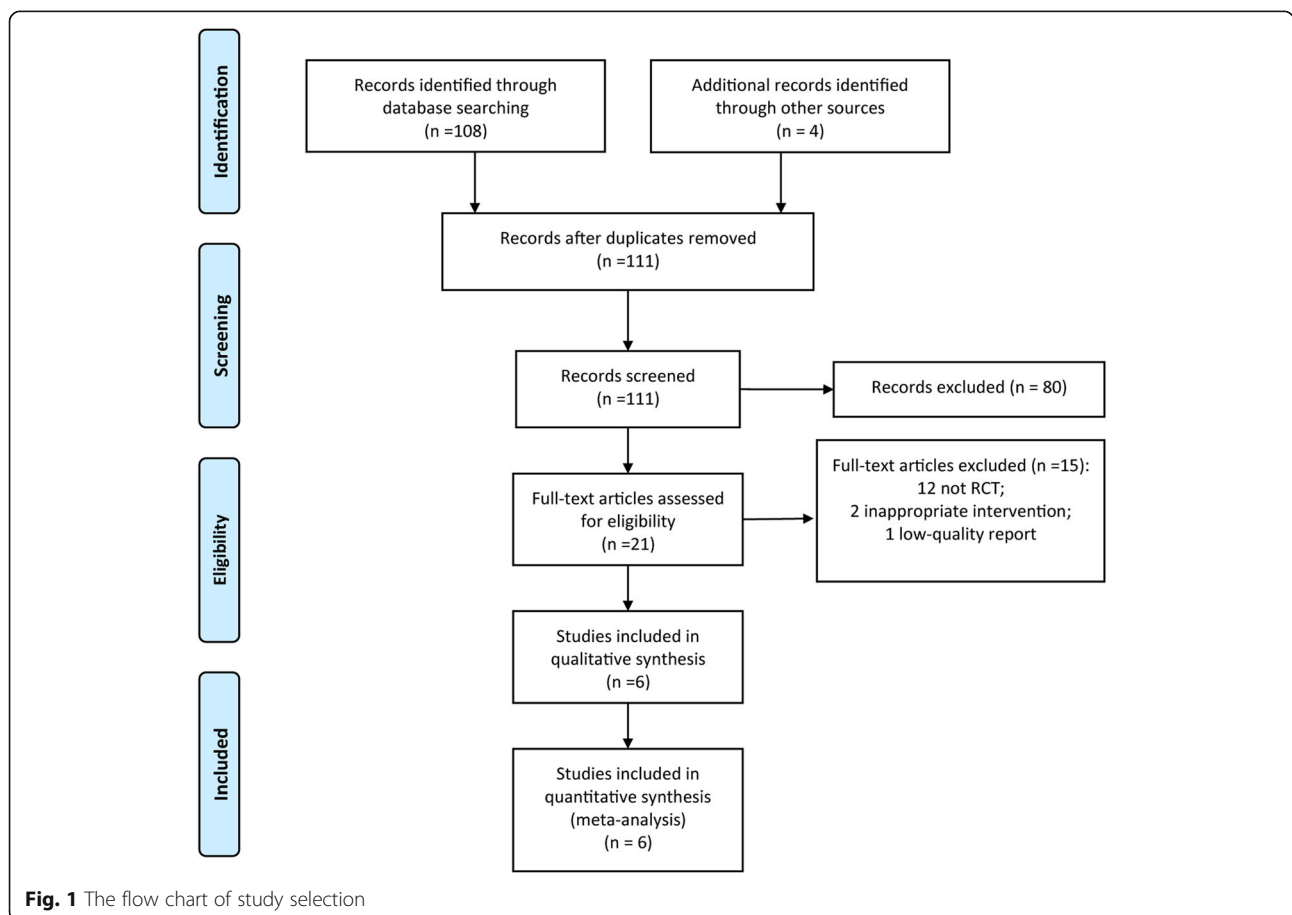 Identification
Records identified through
database searching
(n =108)
Additional records identified
through other sources
(n = 4)
Records after duplicates removed
(n =111)
Screening
Records screened
(n =111)
Records excluded (n = 80)
Eligibility
Full-text articles assessed
for eligibility
(n =21)
Full-text articles excluded (n =15):
12 not RCT;
2 inappropriate intervention;
1 low-quality report
Studies included in
qualitative synthesis
(n =6)
Included
Studies included in
quantitative synthesis
(meta-analysis)
(n = 6)
Fig. 1 The flow chart of study selection